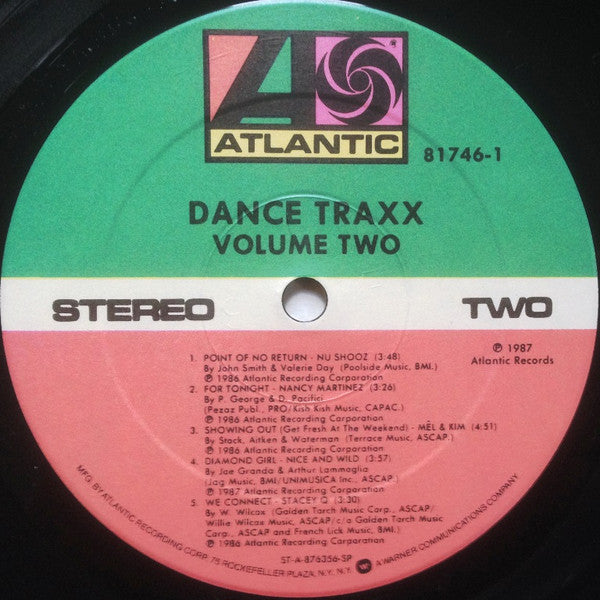 ATLANTIC
81746-1
DANCE TRAXX
VOLUME TWO
STEREO
TWO
℗ 1987
Atlantic Records
1. POINT OF NO RETURN - NU SHOOZ (3:48)
By John Smith & Valerie Day (Poolside Music, BMI.)
℗ 1986 Atlantic Recording Corporation
2. FOR TONIGHT - NANCY MARTINEZ (3:26)
By P. George & D. Pacifici
(Pezaz Publ., PRO/Kish Kish Music, CAPAC.)
℗ 1986 Atlantic Recording Corporation
3. SHOWING OUT (Get Fresh At The Weekend) - MEL & KIM (4:51)
By Stock, Aitken & Waterman (Terrace Music, ASCAP.)
℗ 1986 Atlantic Recording Corporation
4. DIAMOND GIRL - NICE AND WILD (3:57)
By Joe Granda & Arthur Lammoglia
(Jag Music, BMI/UNIMUSICA Inc., ASCAP.)
℗ 1987 Atlantic Recording Corporation
5. WE CONNECT - STACEY Q (3:30)
By W. Wilcox (Golden Torch Music Corp., ASCAP/
Willie Wilcox Music, ASCAP/c/o Golden Torch Music
Corp., ASCAP and French Lick Music, BMI.)
℗ 1986 Atlantic Recording Corporation
ST-A-876356-SP
MFG. BY ATLANTIC RECORDING CORP. 75 ROCKEFELLER PLAZA, N.Y. N.Y. A WARNER COMMUNICATIONS COMPANY